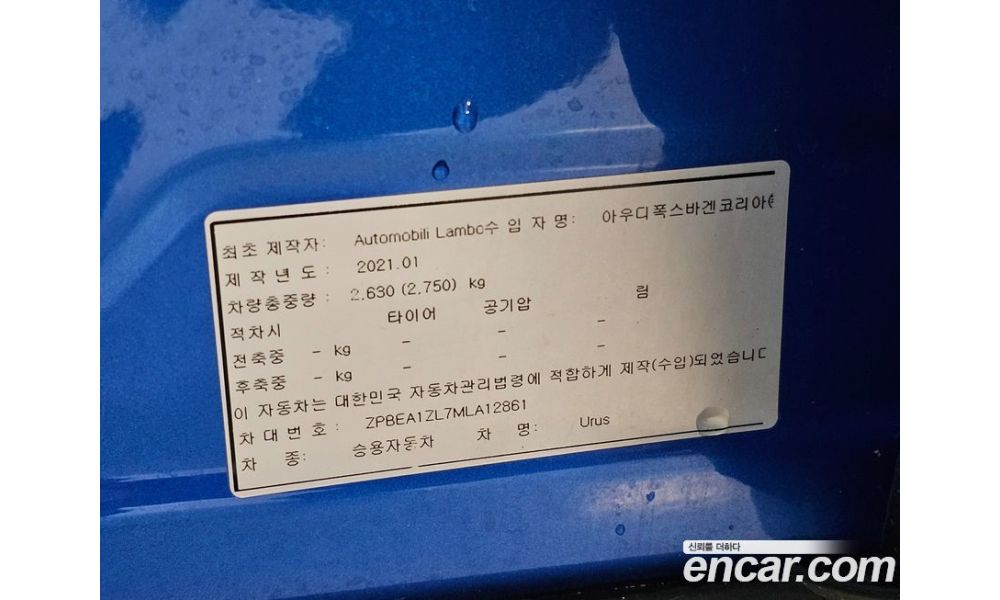 최초 제작자: Automobili Lambo수 입 자 명: 아우디폭스바겐코리아(
제 작 년 도 : 2021.01
차량총중량 : 2,630 (2,750) kg
적차시 타이어 공기압 림
전축중 - kg - - -
후축중 - kg - - -
이 자동차는 대한민국 자동차관리법령에 적합하게 제작(수입)되었습니다
차 대 번 호 : ZPBEA1ZL7MLA12861
차 종: 승용자동차 차 명: Urus
신뢰를 더하다
encar.com